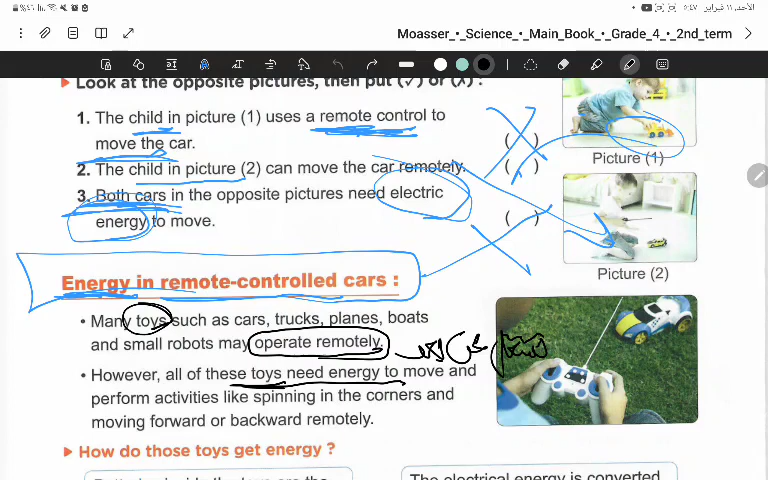 الأحد، ١١ فبراير ٥:٤٧
Moasser_•_Science_•_Main_Book_•_Grade_4_•_2nd_term
Look at the opposite pictures, then put (✓) or (✗) :
1. The child in picture (1) uses a remote control to ( )
move the car.
2. The child in picture (2) can move the car remotely. ( )
3. Both cars in the opposite pictures need electric
energy to move. ( )
Picture (1)
Picture (2)
Energy in remote-controlled cars :
• Many toys such as cars, trucks, planes, boats
and small robots may operate remotely.
• However, all of these toys need energy to move and
perform activities like spinning in the corners and
moving forward or backward remotely.
How do those toys get energy ?
The electrical energy is converted